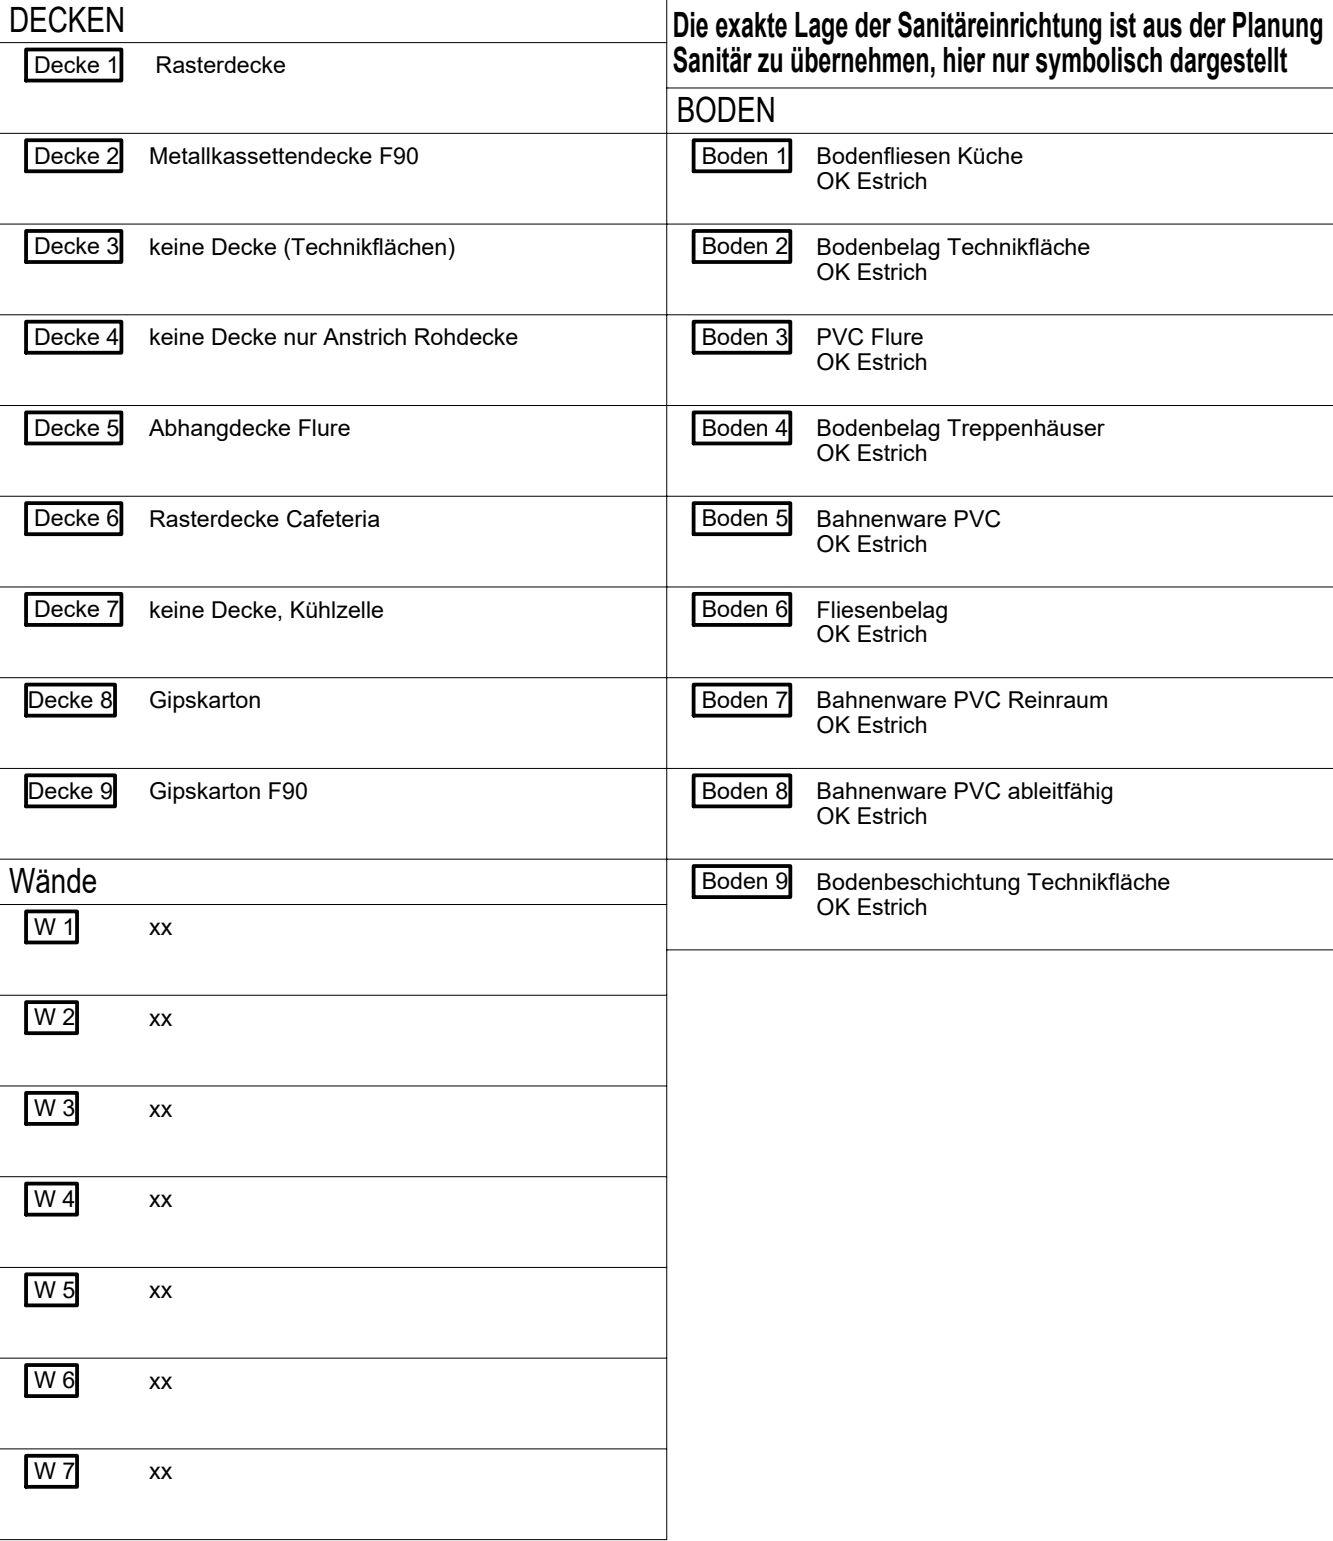 DECKEN
Decke 1 Rasterdecke
Decke 2 Metallkassettendecke F90
Decke 3 keine Decke (Technikflächen)
Decke 4 keine Decke nur Anstrich Rohdecke
Decke 5 Abhangdecke Flure
Decke 6 Rasterdecke Cafeteria
Decke 7 keine Decke, Kühlzelle
Decke 8 Gipskarton
Decke 9 Gipskarton F90
Wände
W 1 xx
W 2 xx
W 3 xx
W 4 xx
W 5 xx
W 6 xx
W 7 xx
Die exakte Lage der Sanitäreinrichtung ist aus der Planung
Sanitär zu übernehmen, hier nur symbolisch dargestellt
BODEN
Boden 1 Bodenfliesen Küche
OK Estrich
Boden 2 Bodenbelag Technikfläche
OK Estrich
Boden 3 PVC Flure
OK Estrich
Boden 4 Bodenbelag Treppenhäuser
OK Estrich
Boden 5 Bahnenware PVC
OK Estrich
Boden 6 Fliesenbelag
OK Estrich
Boden 7 Bahnenware PVC Reinraum
OK Estrich
Boden 8 Bahnenware PVC ableitfähig
OK Estrich
Boden 9 Bodenbeschichtung Technikfläche
OK Estrich